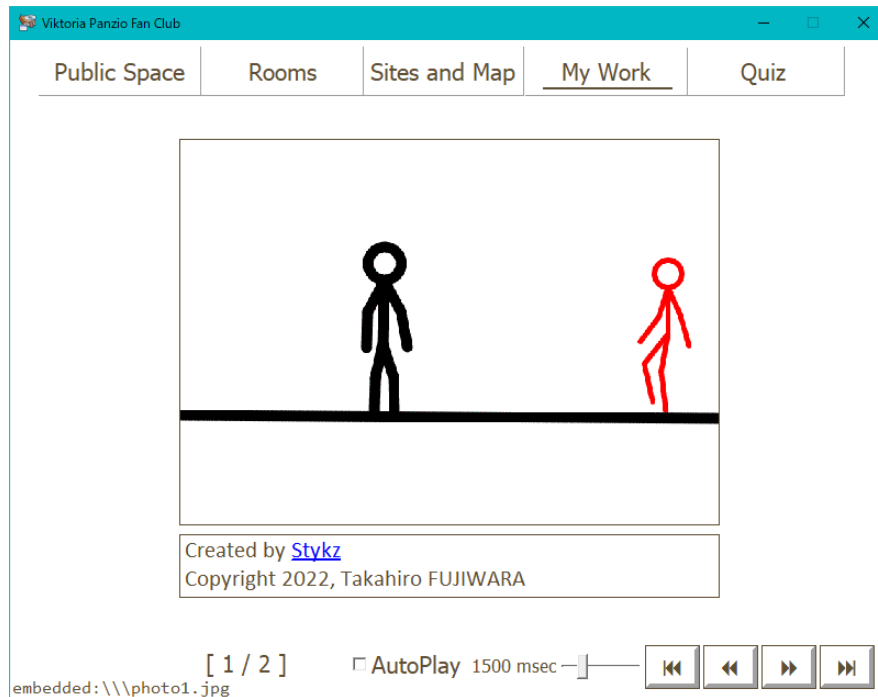 Viktoria Panzio Fan Club
Public Space Rooms Sites and Map My Work Quiz
Created by Stykz
Copyright 2022, Takahiro FUJIWARA
[ 1 / 2 ] AutoPlay 1500 msec
embedded:\\\photo1.jpg